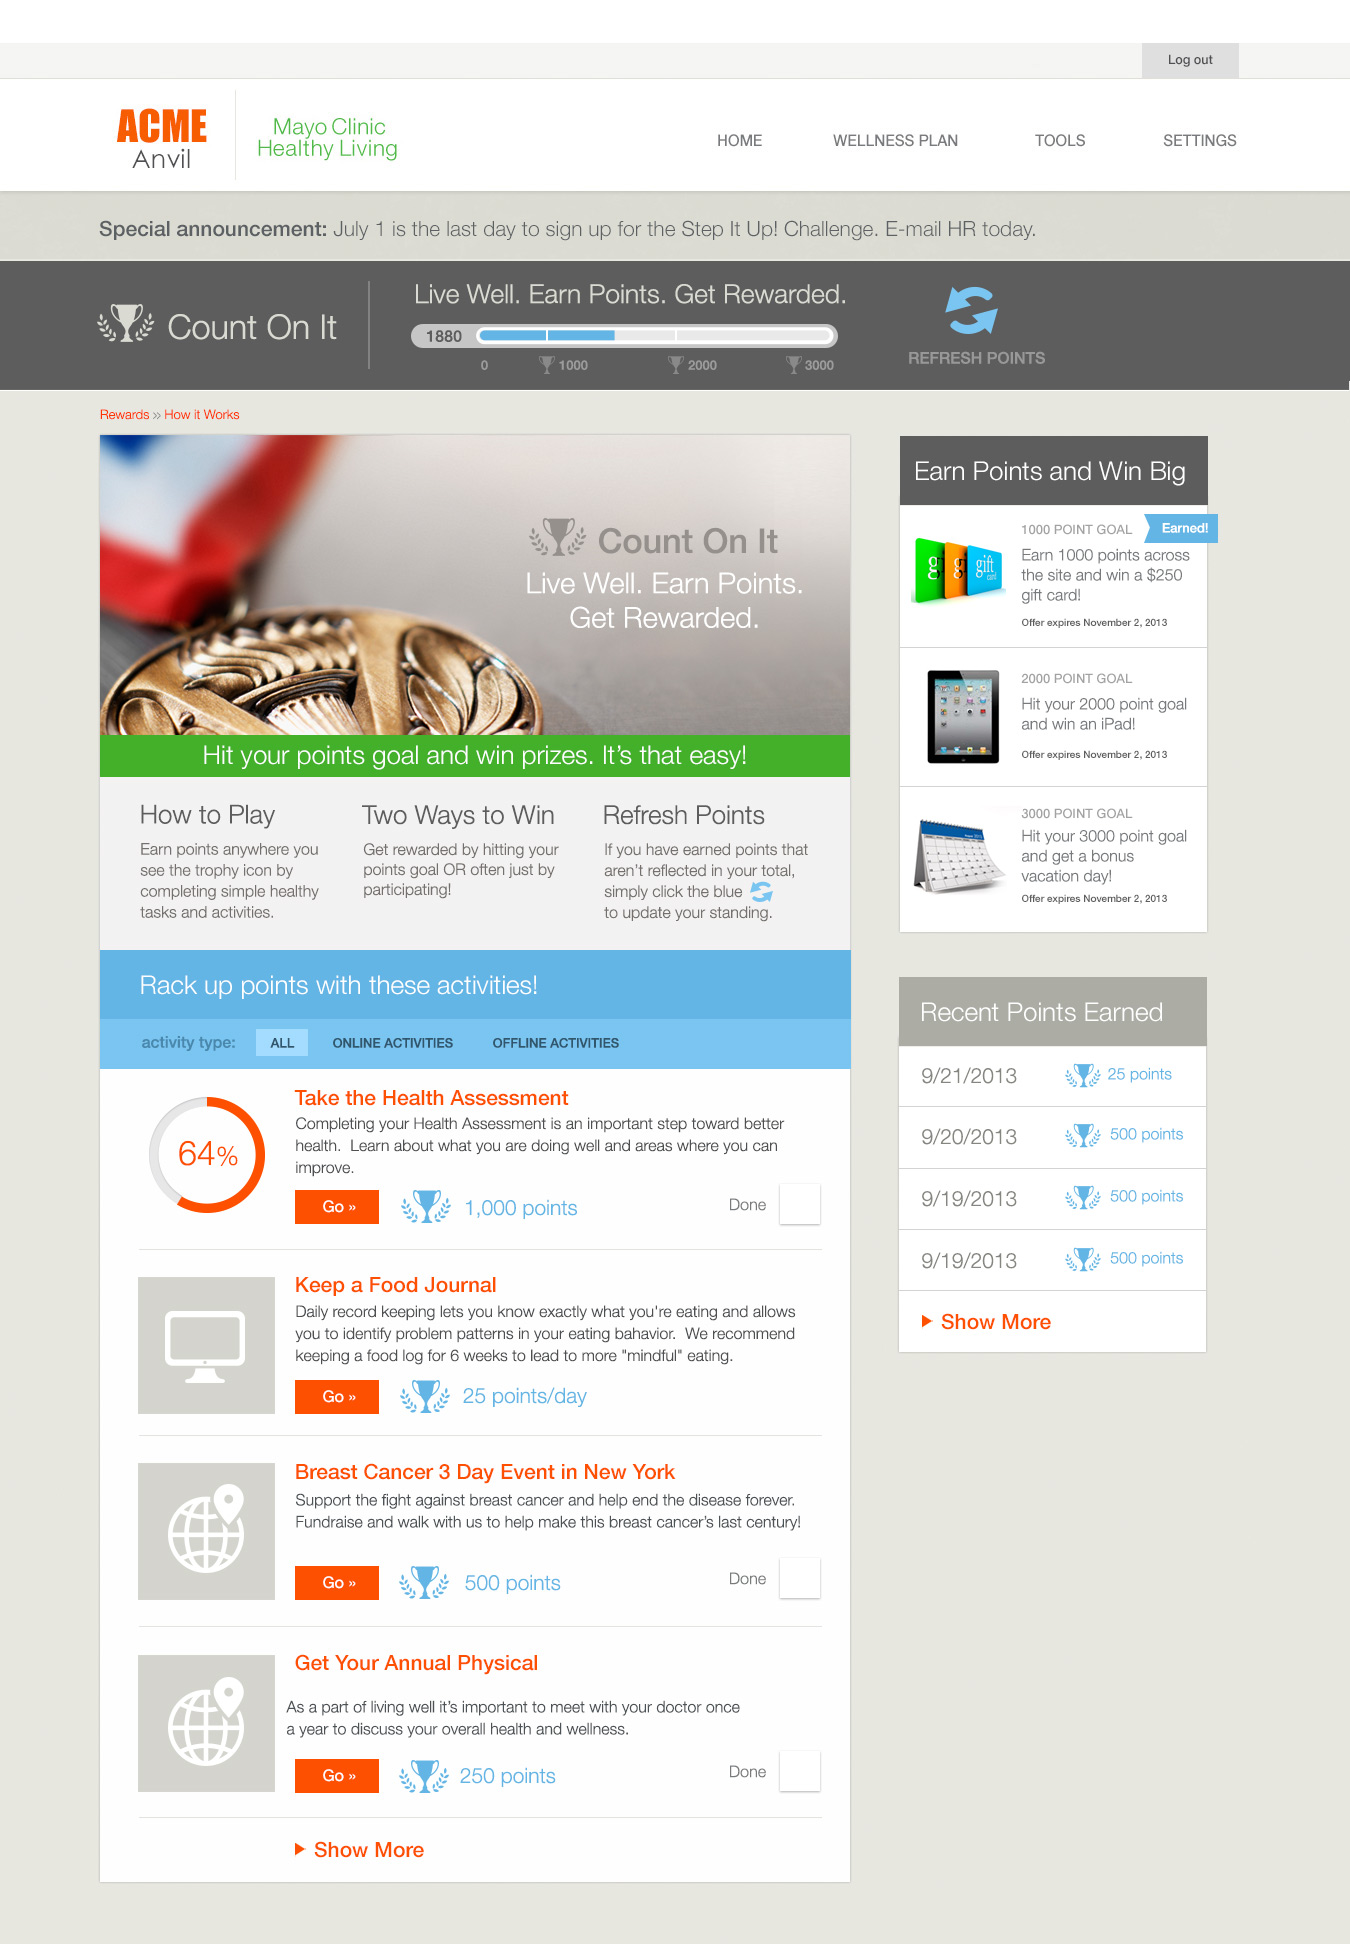 Log out
ACME
Anvil
Mayo Clinic
Healthy Living
HOME
WELLNESS PLAN
TOOLS
SETTINGS
Special announcement: July 1 is the last day to sign up for the Step It Up! Challenge. E-mail HR today.
Count On It
Live Well. Earn Points. Get Rewarded.
1880
0
1000
2000
3000
REFRESH POINTS
Rewards » How it Works
Count On It
Live Well. Earn Points.
Get Rewarded.
Hit your points goal and win prizes. It's that easy!
How to Play
Earn points anywhere you
see the trophy icon by
completing simple healthy
tasks and activities.
Two Ways to Win
Get rewarded by hitting your
points goal OR often just by
participating!
Refresh Points
If you have earned points that
aren't reflected in your total,
simply click the blue
to update your standing.
Rack up points with these activities!
activity type:
ALL
ONLINE ACTIVITIES
OFFLINE ACTIVITIES
64%
Take the Health Assessment
Completing your Health Assessment is an important step toward better
health.  Learn about what you are doing well and areas where you can
improve.
Go »
1,000 points
Done
Keep a Food Journal
Daily record keeping lets you know exactly what you're eating and allows
you to identify problem patterns in your eating bahavior.  We recommend
keeping a food log for 6 weeks to lead to more "mindful" eating.
Go »
25 points/day
Breast Cancer 3 Day Event in New York
Support the fight against breast cancer and help end the disease forever.
Fundraise and walk with us to help make this breast cancer's last century!
Go »
500 points
Done
Get Your Annual Physical
As a part of living well it's important to meet with your doctor once
a year to discuss your overall health and wellness.
Go »
250 points
Done
Show More
Earn Points and Win Big
g
g
gift
card
1000 POINT GOAL
Earned!
Earn 1000 points across
the site and win a $250
gift card!
Offer expires November 2, 2013
2000 POINT GOAL
Hit your 2000 point goal
and win an iPad!
Offer expires November 2, 2013
3000 POINT GOAL
Hit your 3000 point goal
and get a bonus
vacation day!
Offer expires November 2, 2013
Recent Points Earned
9/21/2013
25 points
9/20/2013
500 points
9/19/2013
500 points
9/19/2013
500 points
Show More